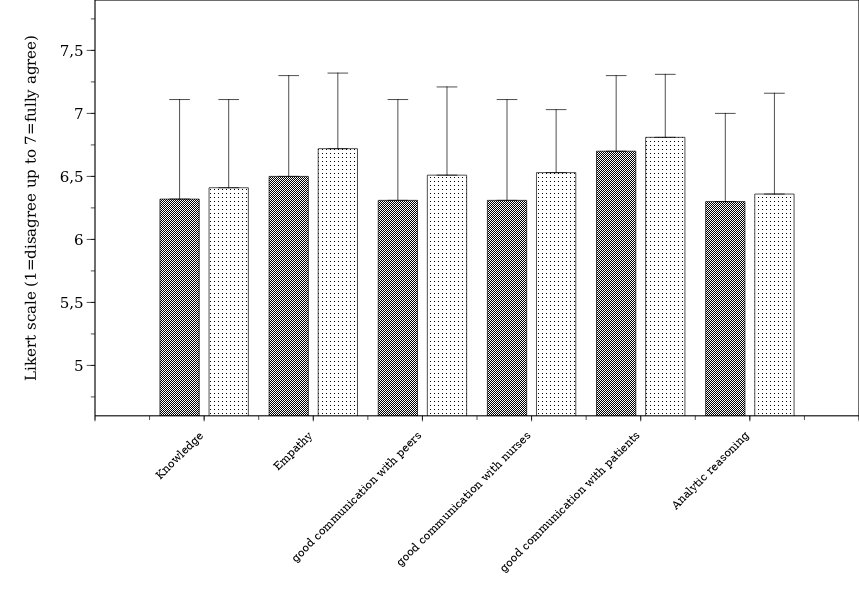 Likert scale (1=disagree up to 7=fully agree)
7,5
7
6,5
6
5,5
5
Knowledge
Empathy
good communication with peers
good communication with nurses
good communication with patients
Analytic reasoning